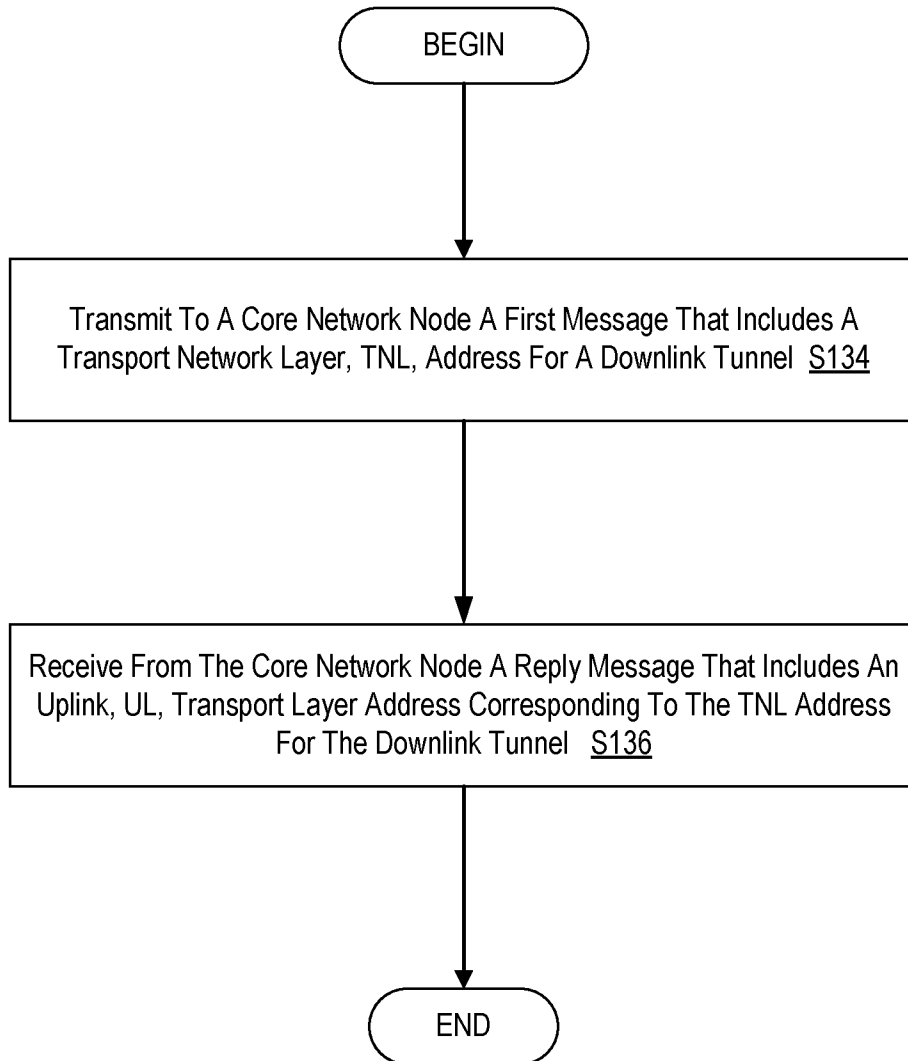 BEGIN
Transmit To A Core Network Node A First Message That Includes A
Transport Network Layer, TNL, Address For A Downlink Tunnel S134
Receive From The Core Network Node A Reply Message That Includes An
Uplink, UL, Transport Layer Address Corresponding To The TNL Address
For The Downlink Tunnel S136
END